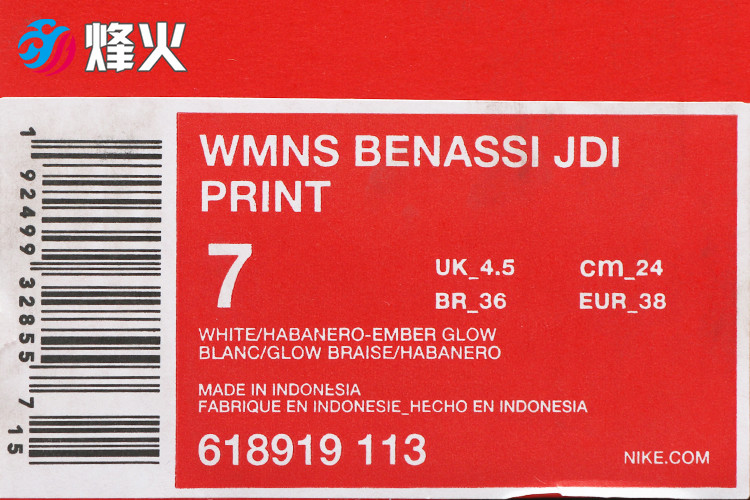 烽火
WMNS BENASSI JDI
PRINT
7
UK_4.5 cm_24
BR_36 EUR_38
WHITE/HABANERO-EMBER GLOW
BLANC/GLOW BRAISE/HABANERO
MADE IN INDONESIA
FABRIQUE EN INDONESIE_HECHO EN INDONESIA
618919 113
NIKE.COM
1 92499 32855 7 15